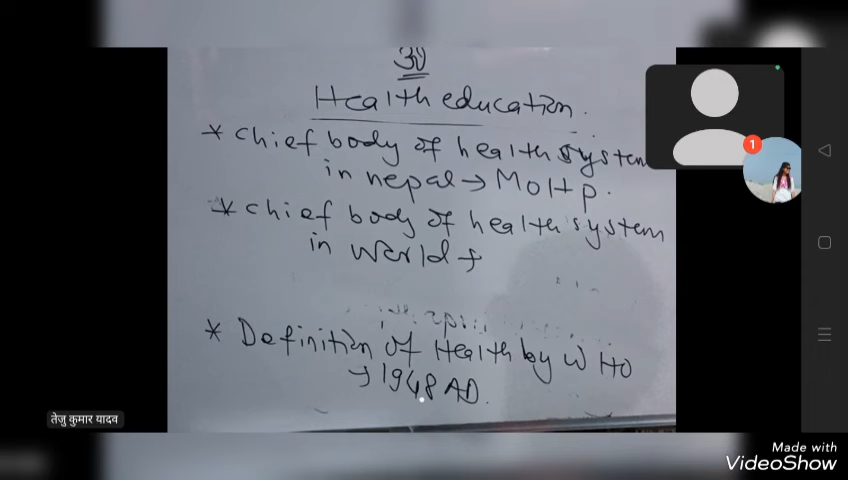 ॐ
Health education.
* chief body of health system
in nepal → MoHp.
* chief body of health system
in world →
* Definition of Health by WHO
→ 1948 AD.
1
तेजु कुमार यादव
Made with
VideoShow